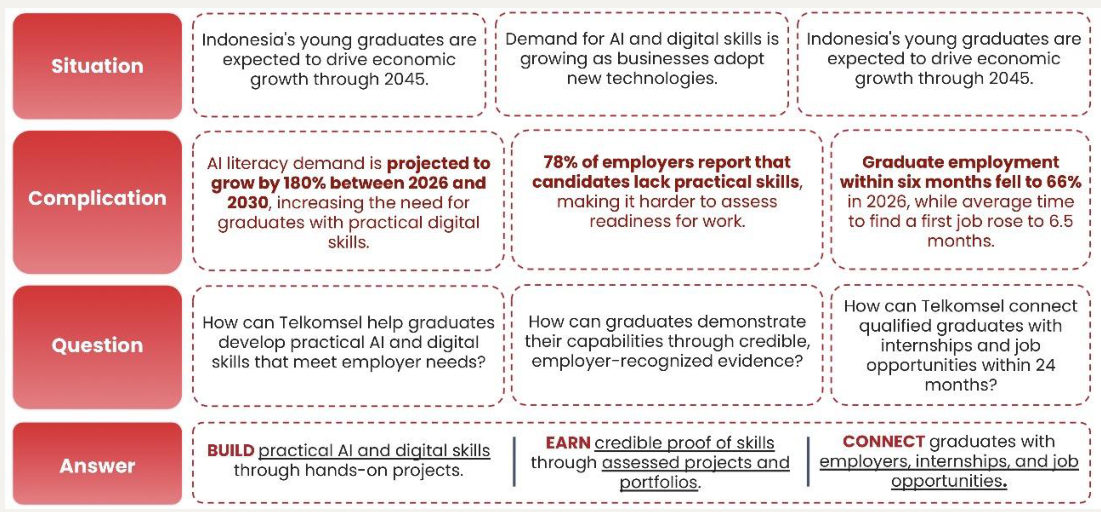 Situation
Indonesia's young graduates are
expected to drive economic
growth through 2045.
Demand for AI and digital skills is
growing as businesses adopt
new technologies.
Indonesia's young graduates are
expected to drive economic
growth through 2045.
Complication
AI literacy demand is projected to
grow by 180% between 2026 and
2030, increasing the need for
graduates with practical digital
skills.
78% of employers report that
candidates lack practical skills,
making it harder to assess
readiness for work.
Graduate employment
within six months fell to 66%
in 2026, while average time
to find a first job rose to 6.5
months.
Question
How can Telkomsel help graduates
develop practical AI and digital
skills that meet employer needs?
How can graduates demonstrate
their capabilities through credible,
employer-recognized evidence?
How can Telkomsel connect
qualified graduates with
internships and job
opportunities within 24
months?
Answer
BUILD practical AI and digital skills
through hands-on projects.
EARN credible proof of skills
through assessed projects and
portfolios.
CONNECT graduates with
employers, internships, and job
opportunities.